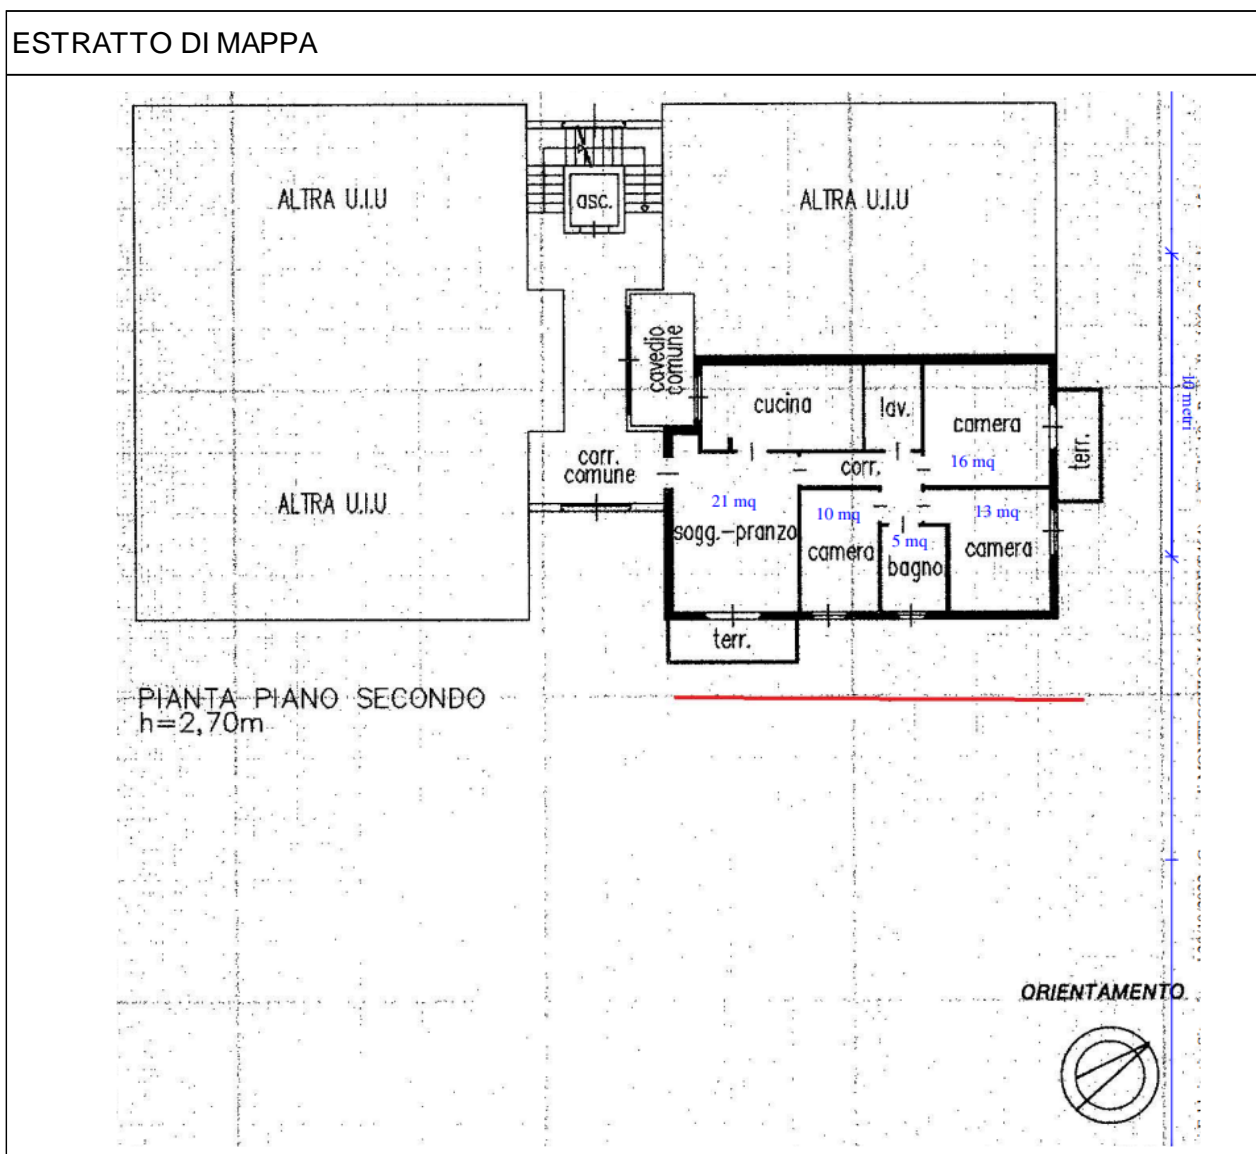 ESTRATTO DI MAPPA
ALTRA U.I.U
asc.
ALTRA U.I.U
cavedio
comune
cucina
lav.
camera
terr.
10 metri
corr.
comune
corr.
16 mq
ALTRA U.I.U
21 mq
sogg.-pranzo
10 mq
camera
5 mq
bagno
13 mq
camera
terr.
PIANTA PIANO SECONDO
h=2,70m
ORIENTAMENTO